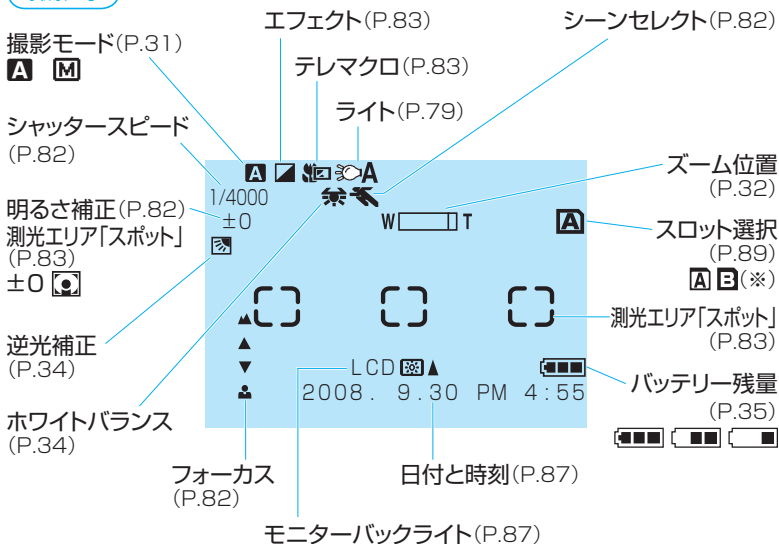 エフェクト(P.83)
シーンセレクト(P.82)
撮影モード(P.31)
A M
テレマクロ(P.83)
ライト(P.79)
シャッタースピード
(P.82)
A A
1/4000
ズーム位置
(P.32)
明るさ補正(P.82)
±0
W T
A
測光エリア「スポット」
(P.83)
±0
スロット選択
(P.89)
A B(※)
測光エリア「スポット」
(P.83)
逆光補正
(P.34)
LCD
バッテリー残量
(P.35)
2008. 9.30 PM 4:55
ホワイトバランス
(P.34)
フォーカス
(P.82)
日付と時刻(P.87)
モニターバックライト(P.87)